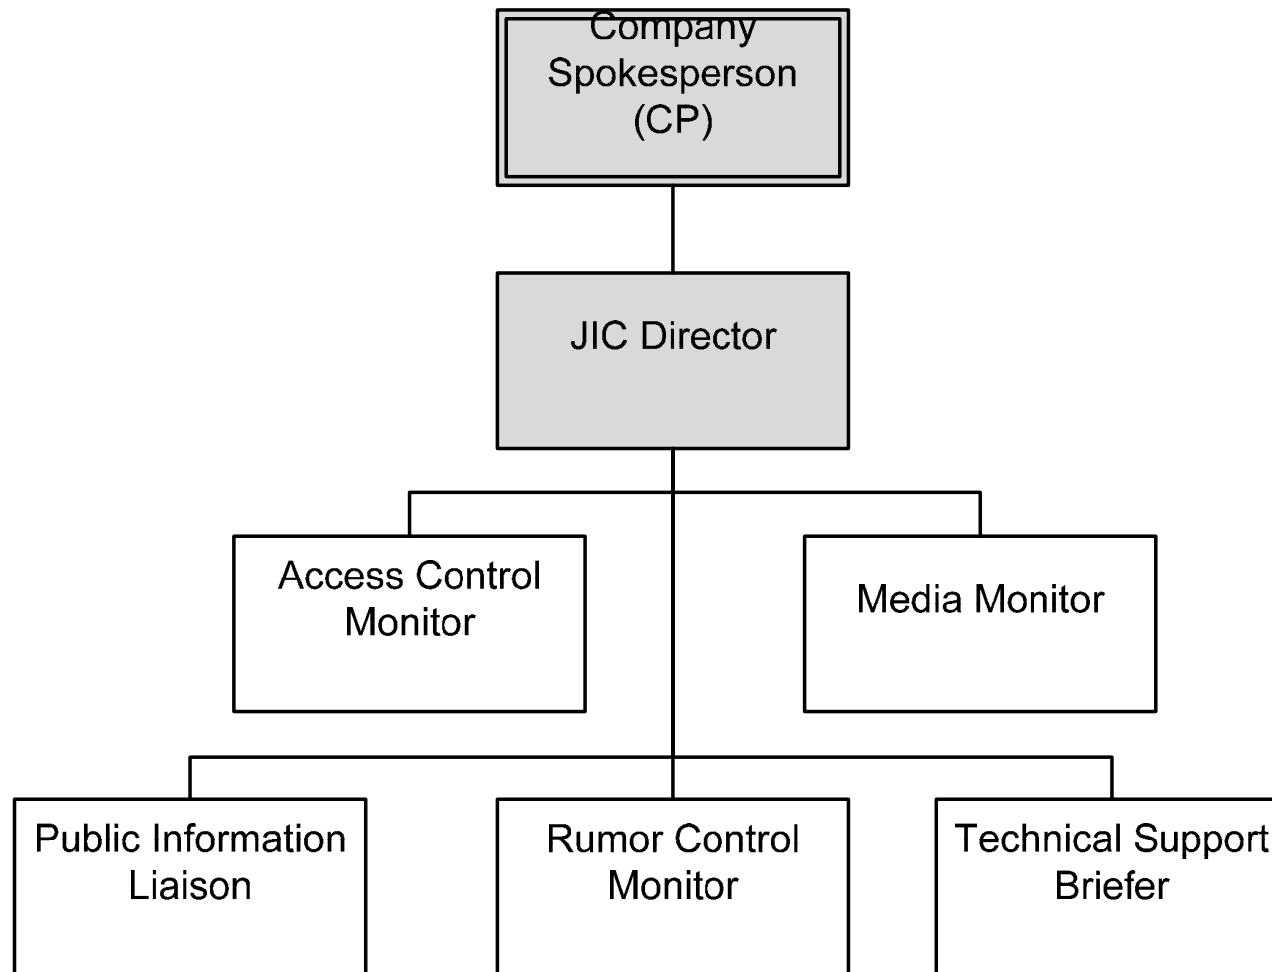 Company
Spokesperson
(CP)
JIC Director
Access Control
Monitor
Media Monitor
Public Information
Liaison
Rumor Control
Monitor
Technical Support
Briefer